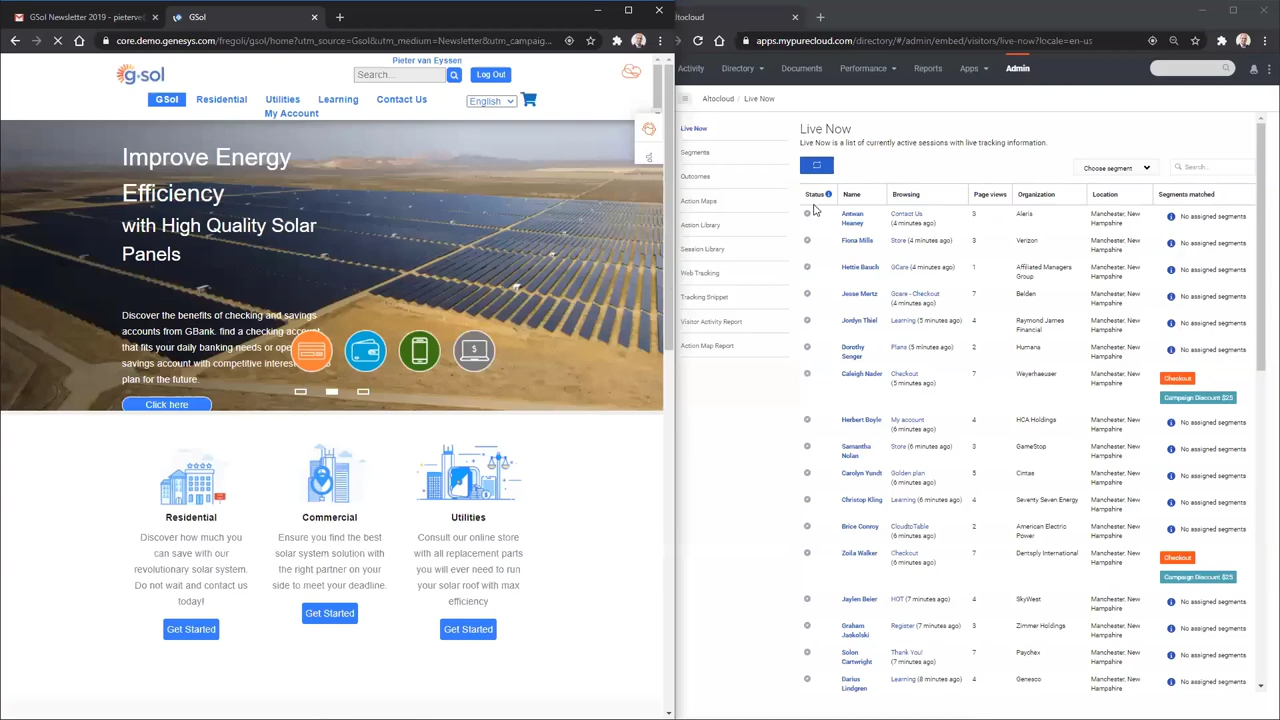 GSol Newsletter 2019 - pieterve
GSol
core.demo.genesys.com/fregoli/home?utm_source=Gsol&utm_medium=Newsletter&utm_campaig...
g·sol
Pieter van Eyssen
Search...
Log Out
GSol
Residential
Utilities
Learning
Contact Us
My Account
English
Improve Energy
Efficiency
with High Quality Solar
Panels
Discover the benefits of checking and savings
accounts from GBank. find a checking account
that fits your daily banking needs or open a
savings account with competitive interest
plan for the future.
Click here
Residential
Discover how much you
can save with our
revolutionary solar system.
Do not wait and contact us
today!
Get Started
Commercial
Ensure you find the best
solar system solution with
the right partner on your
side to meet your deadline.
Get Started
Utilities
Consult our online store
with all replacement parts
you will ever need to run
your solar roof with max
efficiency
Get Started
ltocloud
apps.mypurecloud.com/directory/#/admin/embed/visitors/live-now?locale=en-us
Activity
Directory
Documents
Performance
Reports
Apps
Admin
Altocloud / Live Now
Live Now
Segments
Outcomes
Action Maps
Action Library
Session Library
Web Tracking
Tracking Snippet
Visitor Activity Report
Action Map Report
Live Now
Live Now is a list of currently active sessions with live tracking information.
Choose segment
Search...
Status Name Browsing Page views Organization Location Segments matched
Antwan Heaney Contact Us (4 minutes ago) 3 Aleris Manchester, New Hampshire No assigned segments
Fiona Mills Store (4 minutes ago) 3 Verizon Manchester, New Hampshire No assigned segments
Hettie Bauch GCare (4 minutes ago) 1 Affiliated Managers Group Manchester, New Hampshire No assigned segments
Jesse Mertz Gcare - Checkout (4 minutes ago) 7 Belden Manchester, New Hampshire No assigned segments
Jordyn Thiel Learning (5 minutes ago) 4 Raymond James Financial Manchester, New Hampshire No assigned segments
Dorothy Senger Plans (5 minutes ago) 2 Humana Manchester, New Hampshire No assigned segments
Caleigh Nader Checkout (5 minutes ago) 7 Weyerhaeuser Manchester, New Hampshire Checkout Campaign Discount $25
Herbert Boyle My account (6 minutes ago) 4 HCA Holdings Manchester, New Hampshire No assigned segments
Samantha Nolan Store (6 minutes ago) 3 GameStop Manchester, New Hampshire No assigned segments
Carolyn Yundt Golden plan (6 minutes ago) 5 Cintas Manchester, New Hampshire No assigned segments
Christop Kling Learning (6 minutes ago) 4 Seventy Seven Energy Manchester, New Hampshire No assigned segments
Brice Conroy CloudtoTable (6 minutes ago) 2 American Electric Power Manchester, New Hampshire No assigned segments
Zoila Walker Checkout (6 minutes ago) 7 Dentsply International Manchester, New Hampshire Checkout Campaign Discount $25
Jaylen Beier HOT (7 minutes ago) 4 SkyWest Manchester, New Hampshire No assigned segments
Graham Jaskolski Register (7 minutes ago) 3 Zimmer Holdings Manchester, New Hampshire No assigned segments
Solon Cartwright Thank You! (7 minutes ago) 7 Paychex Manchester, New Hampshire No assigned segments
Darius Lindgren Learning (8 minutes ago) 4 Genesco Manchester, New Hampshire No assigned segments